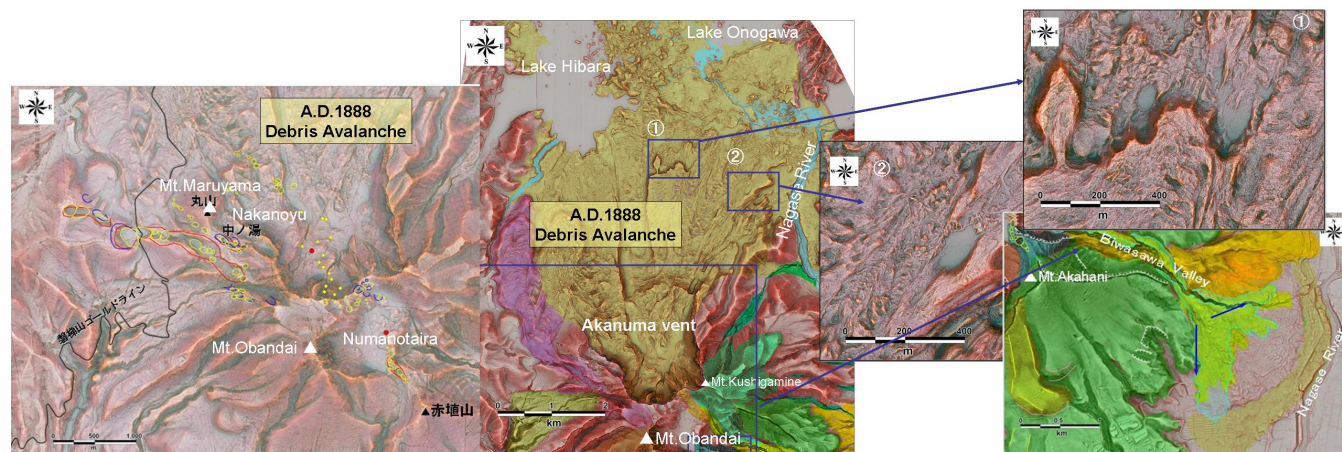 N
W E
S
A.D.1888
Debris Avalanche
Mt.Maruyama
丸山
Nakanoyu
中ノ湯
磐梯山ゴールドライン
Mt.Obandai
Numanotaira
赤埴山
0 500 1,000
m
N
W E
S
Lake Onogawa
Lake Hibara
①
②
Nagase River
A.D.1888
Debris Avalanche
Akanuma vent
Mt.Kushigamine
0 1 2
km
Mt.Obandai
N
W E
S
②
0 200 400
m
N
W E
S
①
0 200 400
m
Biwasawa Valley
Mt.Akahani
Nagase River
0 0.5
km